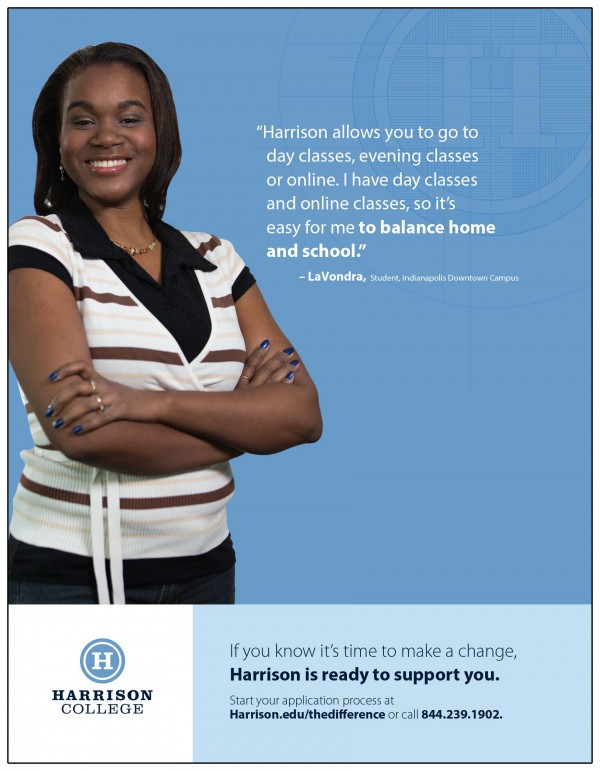 “Harrison allows you to go to
day classes, evening classes
or online. I have day classes
and online classes, so it’s
easy for me to balance home
and school.”
– LaVondra, Student, Indianapolis Downtown Campus
H
HARRISON
COLLEGE
If you know it’s time to make a change,
Harrison is ready to support you.
Start your application process at
Harrison.edu/thedifference or call 844.239.1902.